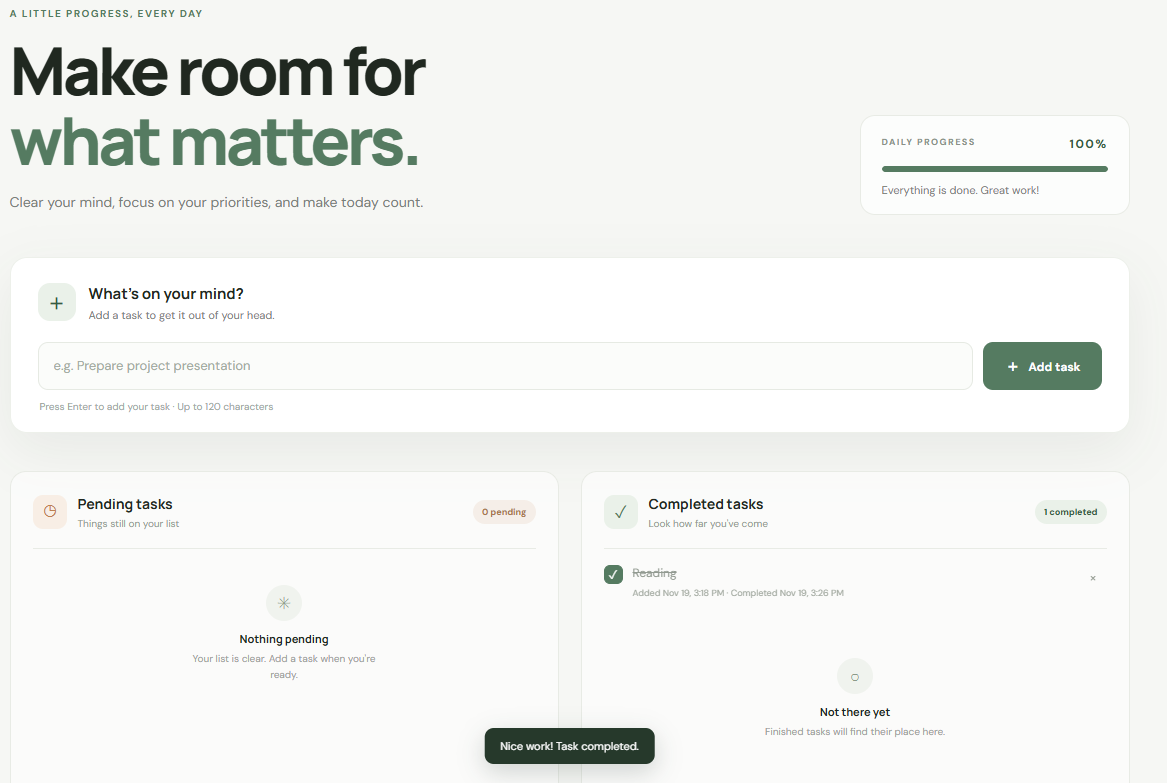 A LITTLE PROGRESS, EVERY DAY
Make room for
what matters.
Clear your mind, focus on your priorities, and make today count.
DAILY PROGRESS
100%
Everything is done. Great work!
What's on your mind?
Add a task to get it out of your head.
e.g. Prepare project presentation
+ Add task
Press Enter to add your task · Up to 120 characters
Pending tasks
Things still on your list
0 pending
Nothing pending
Your list is clear. Add a task when you're
ready.
Completed tasks
Look how far you've come
1 completed
Reading
Added Nov 19, 3:18 PM · Completed Nov 19, 3:26 PM
×
Not there yet
Finished tasks will find their place here.
Nice work! Task completed.